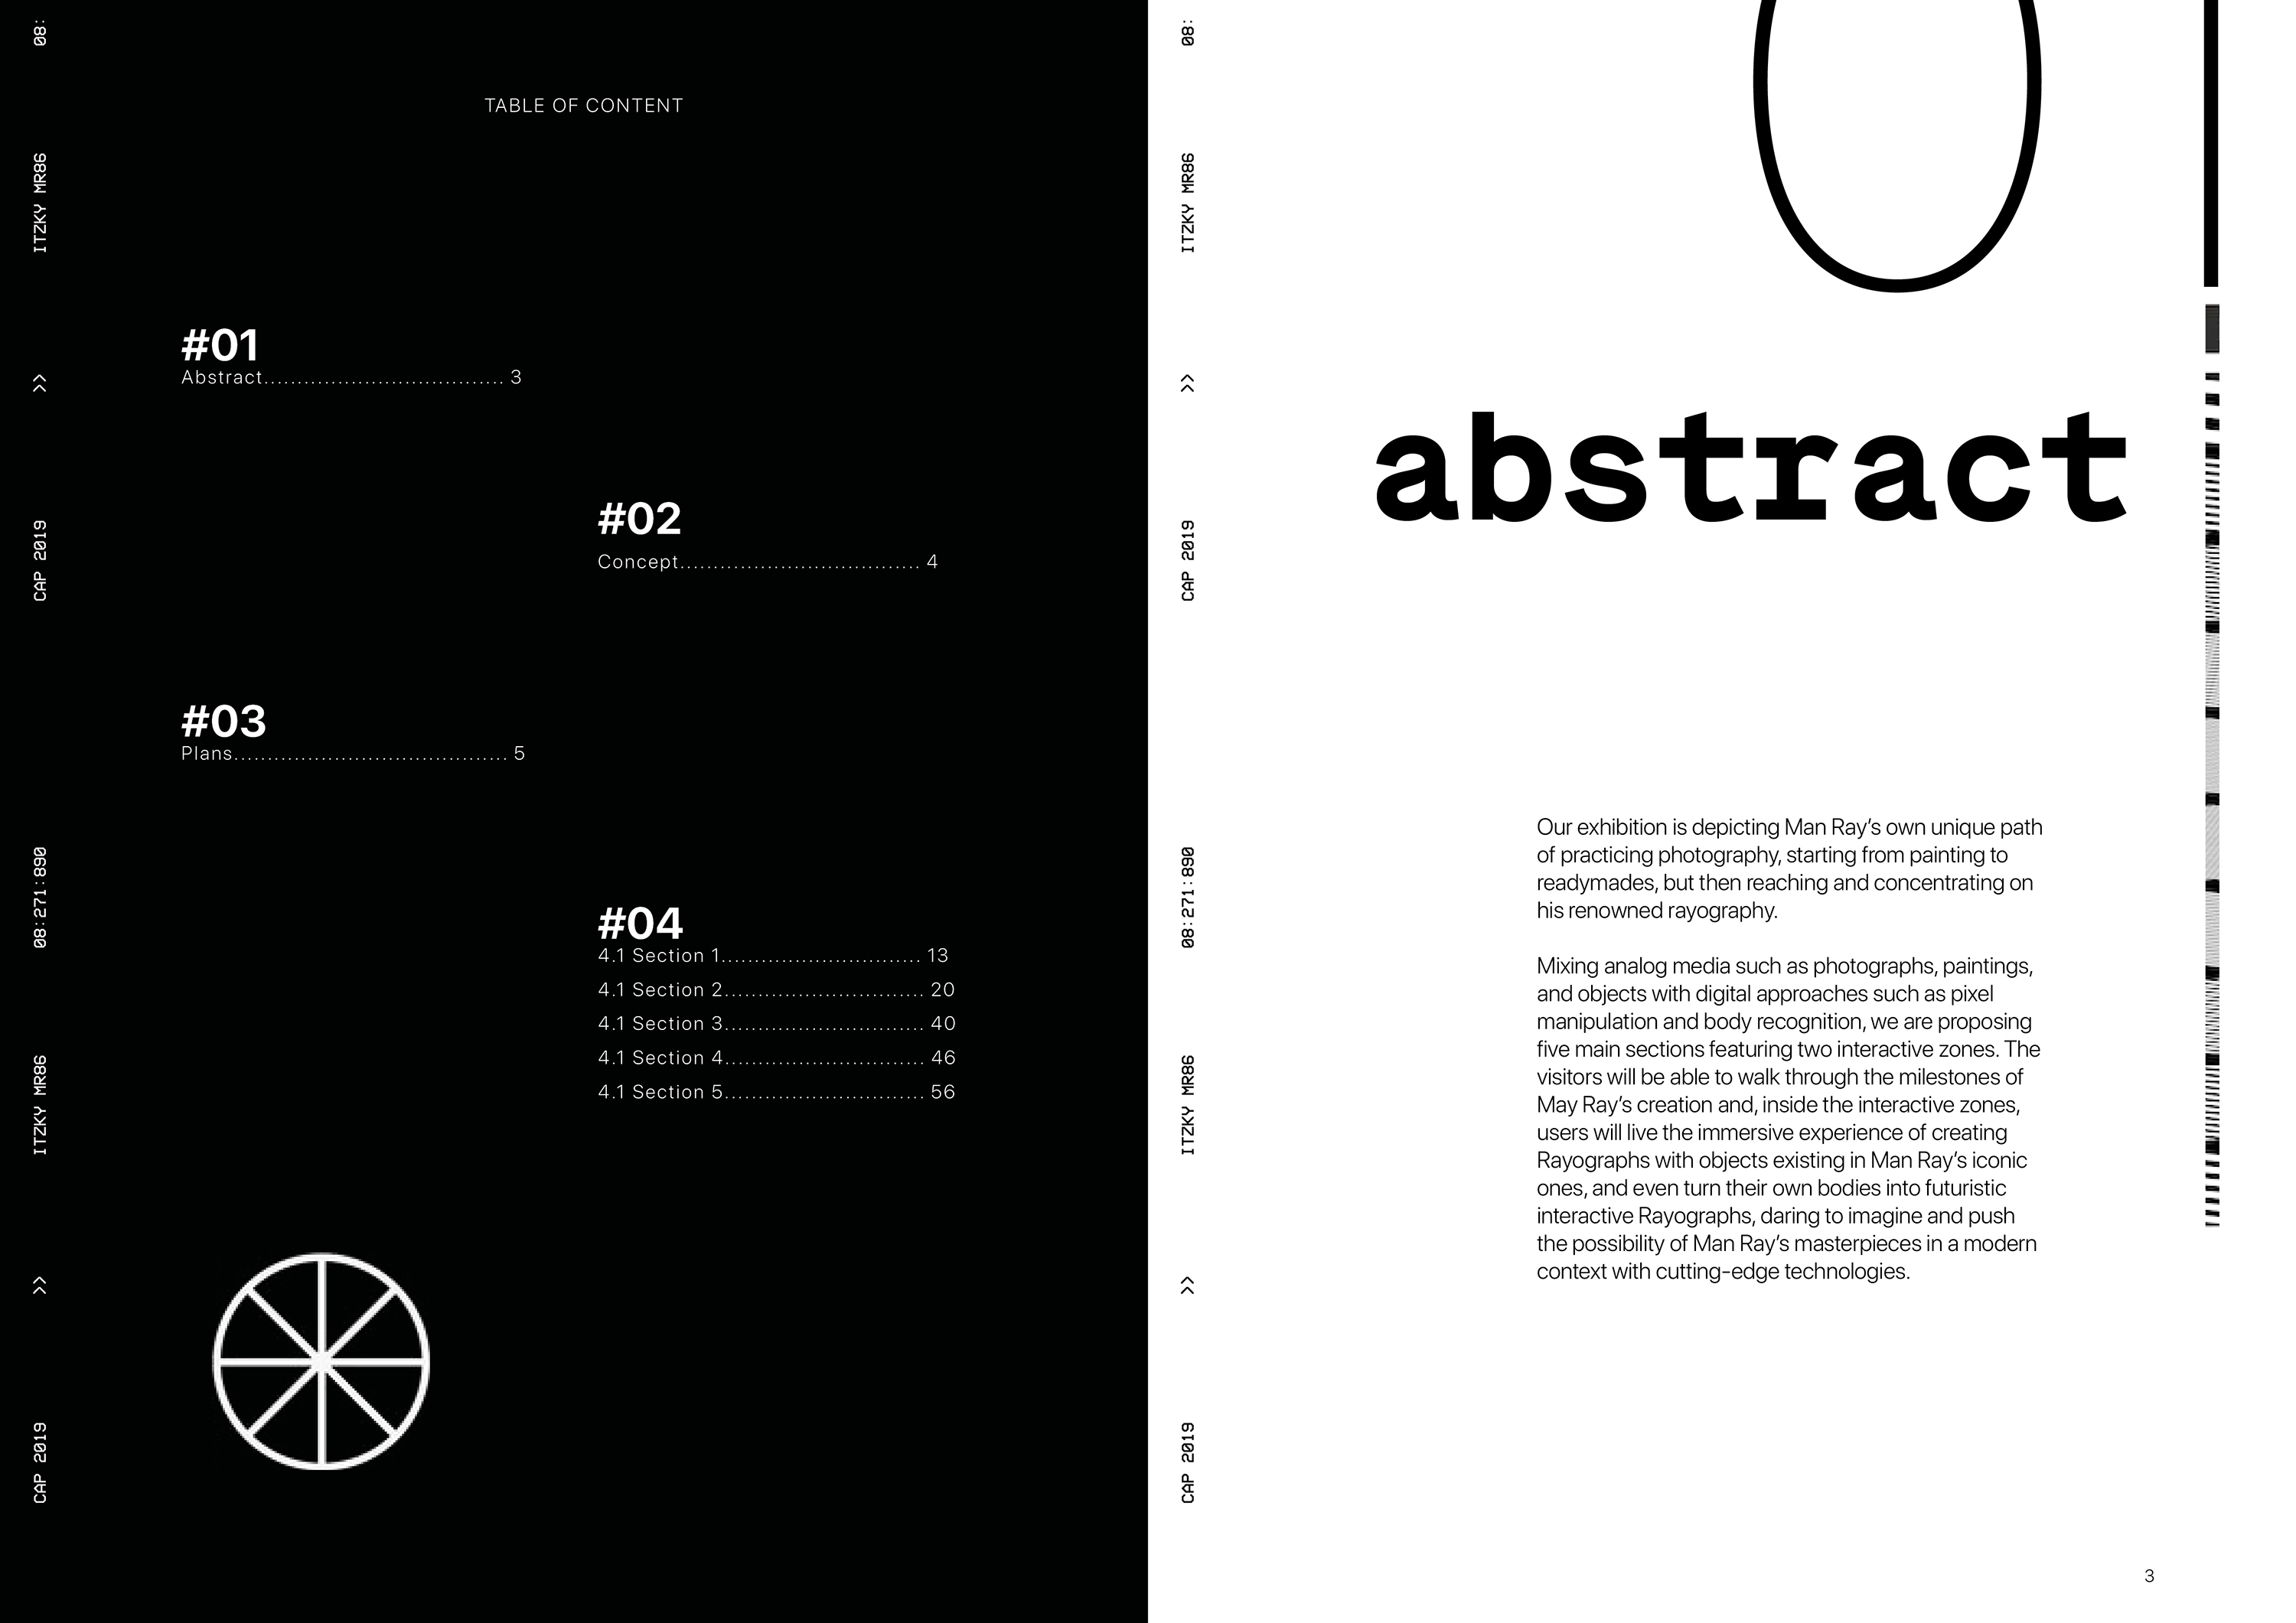 08:
ITZKY MR86
>>
CAP 2019
08:271:890
ITZKY MR86
>>
CAP 2019
TABLE OF CONTENT
#01
Abstract.................................... 3
#02
Concept.................................... 4
#03
Plans......................................... 5
#04
4.1 Section 1.............................. 13
4.1 Section 2.............................. 20
4.1 Section 3.............................. 40
4.1 Section 4.............................. 46
4.1 Section 5.............................. 56
08:
ITZKY MR86
>>
CAP 2019
08:271:890
ITZKY MR86
>>
CAP 2019
01
abstract
Our exhibition is depicting Man Ray’s own unique path
of practicing photography, starting from painting to
readymades, but then reaching and concentrating on
his renowned rayography.
Mixing analog media such as photographs, paintings,
and objects with digital approaches such as pixel
manipulation and body recognition, we are proposing
five main sections featuring two interactive zones. The
visitors will be able to walk through the milestones of
May Ray’s creation and, inside the interactive zones,
users will live the immersive experience of creating
Rayographs with objects existing in Man Ray’s iconic
ones, and even turn their own bodies into futuristic
interactive Rayographs, daring to imagine and push
the possibility of Man Ray’s masterpieces in a modern
context with cutting-edge technologies.
3